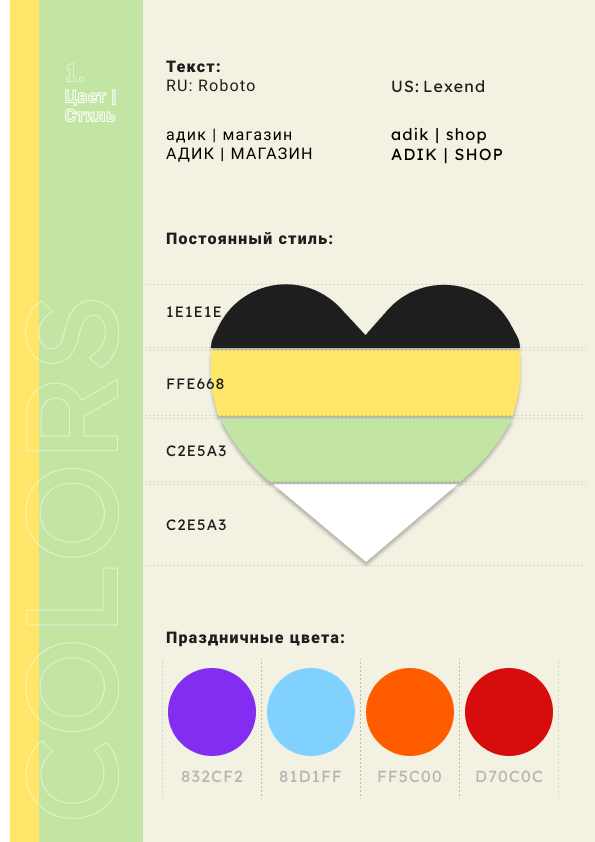 1.
Цвет |
Стиль
COLORS
Текст:
RU: Roboto
US: Lexend
адик | магазин
АДИК | МАГАЗИН
adik | shop
ADIK | SHOP
Постоянный стиль:
1E1E1E
FFE668
C2E5A3
C2E5A3
Праздничные цвета:
832CF2
81D1FF
FF5C00
D70C0C